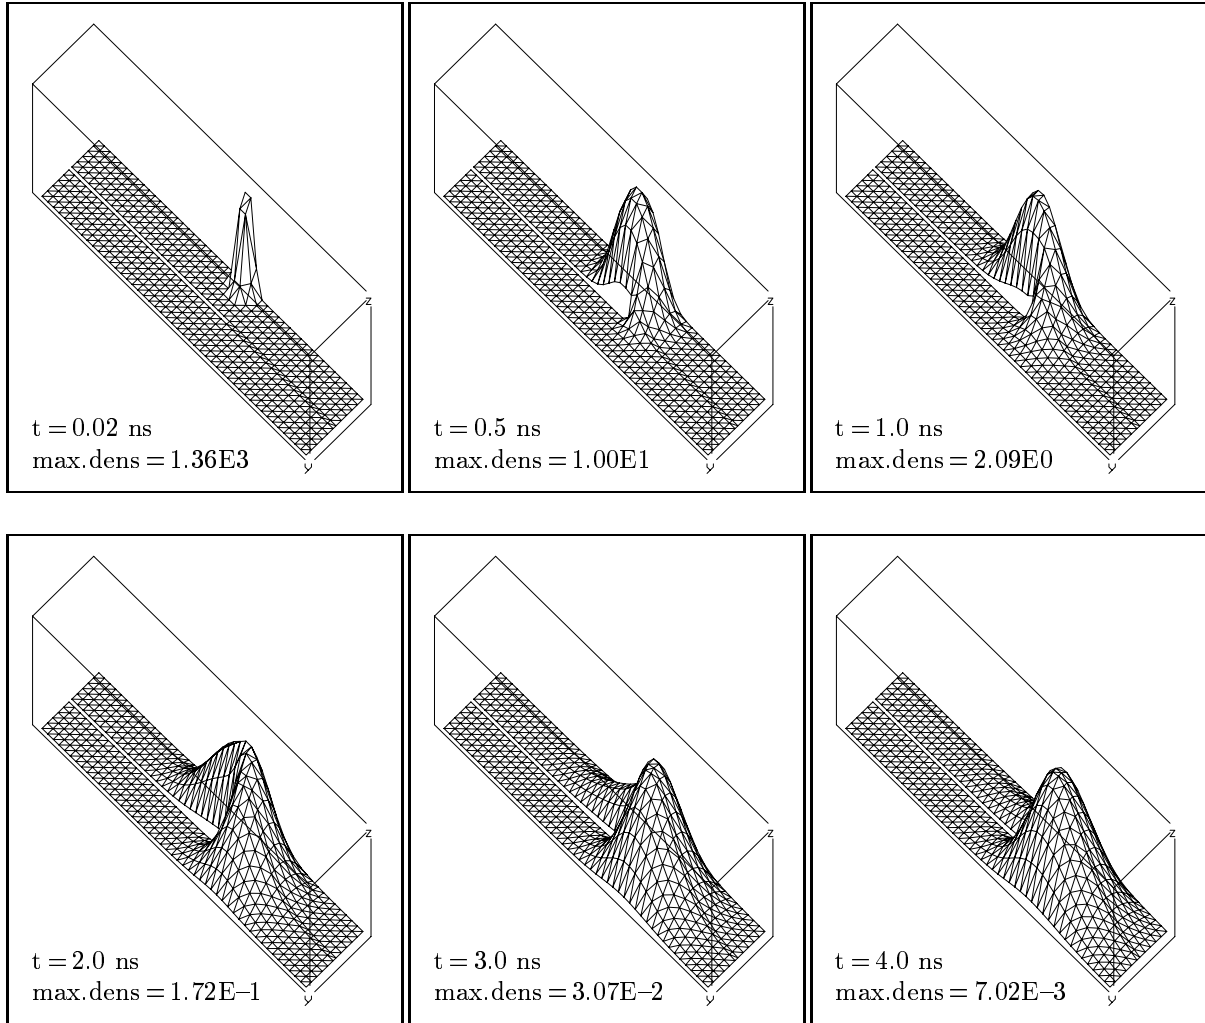 z
t = 0.02 ns
max.dens = 1.36E3
y
z
t = 0.5 ns
max.dens = 1.00E1
y
z
t = 1.0 ns
max.dens = 2.09E0
y
z
t = 2.0 ns
max.dens = 1.72E–1
y
z
t = 3.0 ns
max.dens = 3.07E–2
y
z
t = 4.0 ns
max.dens = 7.02E–3
y